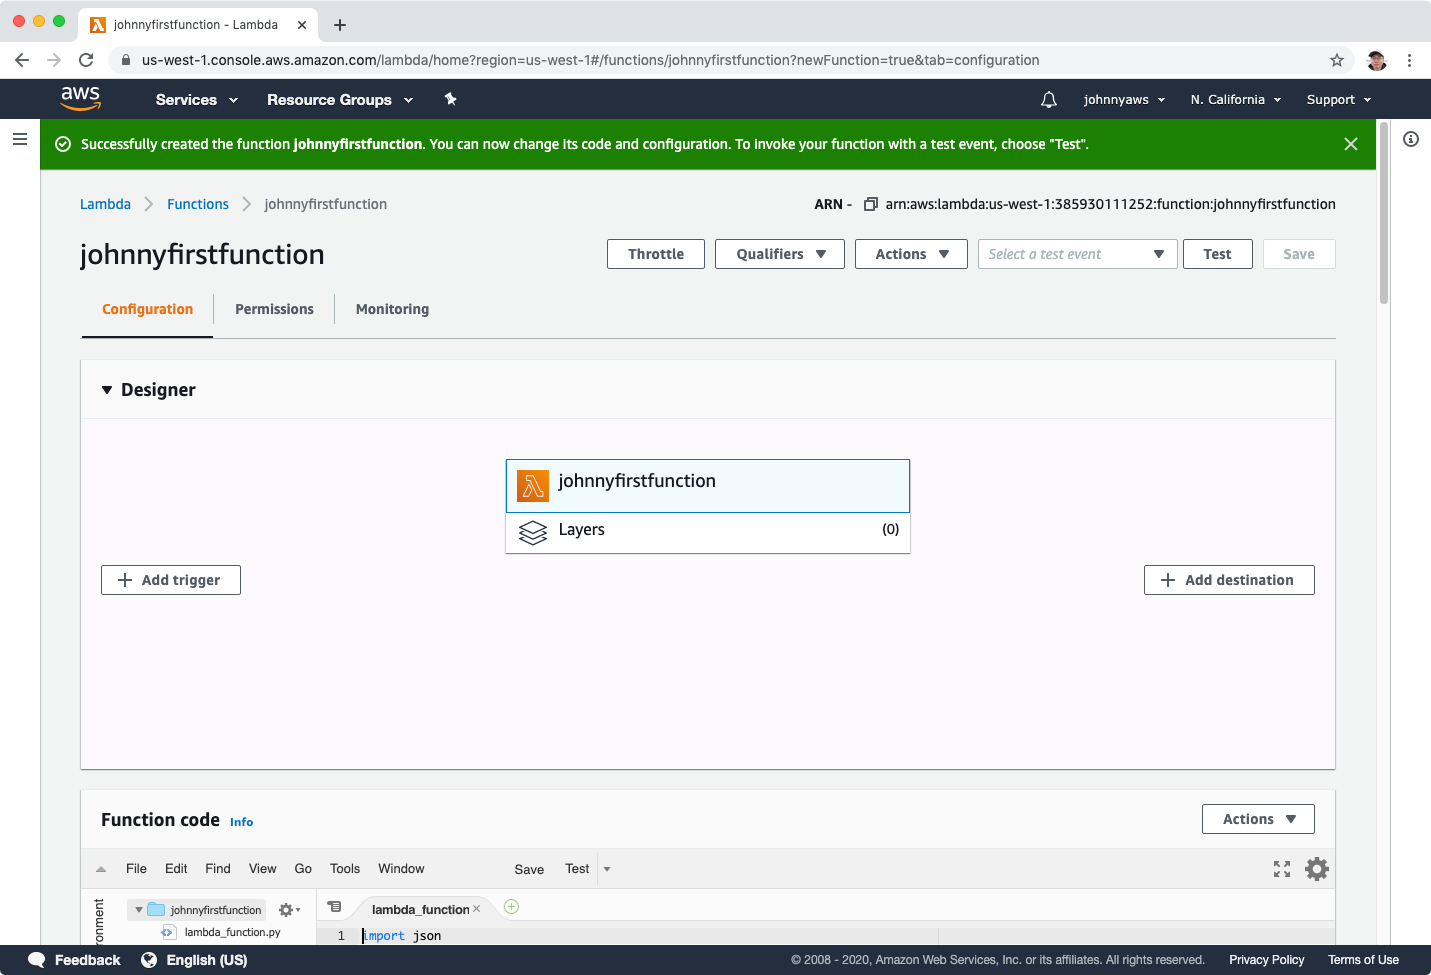 johnnyfirstfunction - Lambda
us-west-1.console.aws.amazon.com/lambda/home?region=us-west-1#/functions/johnnyfirstfunction?newFunction=true&tab=configuration
aws Services Resource Groups johnnyaws N. California Support
Successfully created the function johnnyfirstfunction. You can now change its code and configuration. To invoke your function with a test event, choose "Test".
Lambda Functions johnnyfirstfunction ARN - arn:aws:lambda:us-west-1:385930111252:function:johnnyfirstfunction
johnnyfirstfunction Throttle Qualifiers Actions Select a test event Test Save
Configuration Permissions Monitoring
Designer
johnnyfirstfunction
Layers (0)
Add trigger Add destination
Function code Info Actions
File Edit Find View Go Tools Window Save Test
johnnyfirstfunction lambda_function
lambda_function.py
1 import json
Feedback English (US) © 2008 - 2020, Amazon Web Services, Inc. or its affiliates. All rights reserved. Privacy Policy Terms of Use